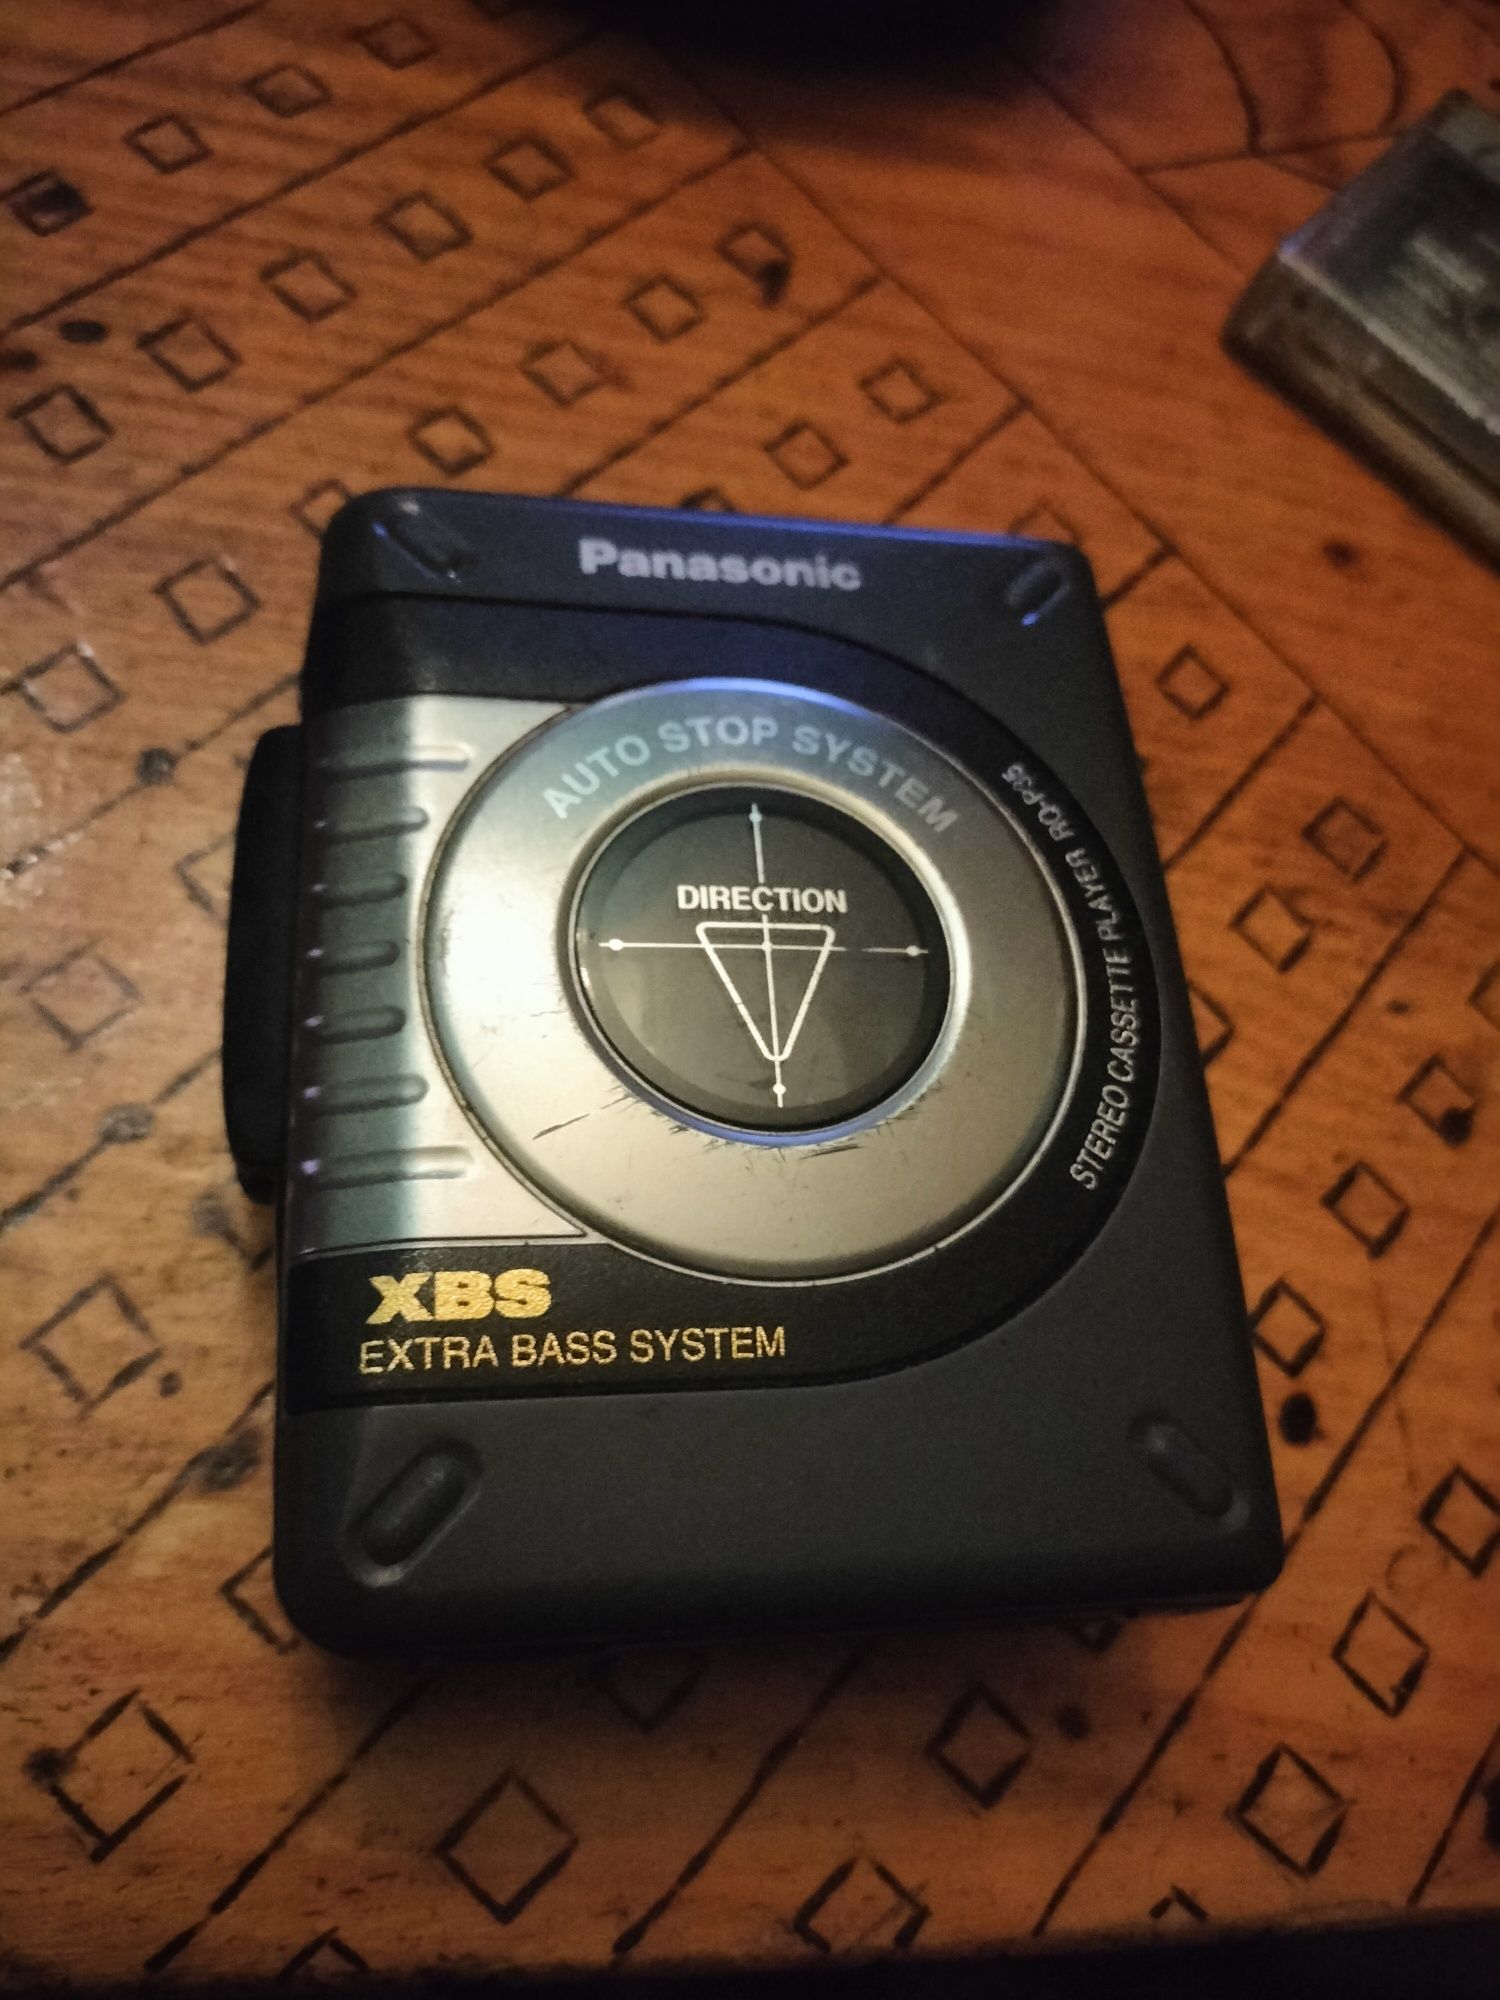 Panasonic
AUTO STOP SYSTEM
DIRECTION
STEREO CASSETTE PLAYER RQ-P35
XBS
EXTRA BASS SYSTEM